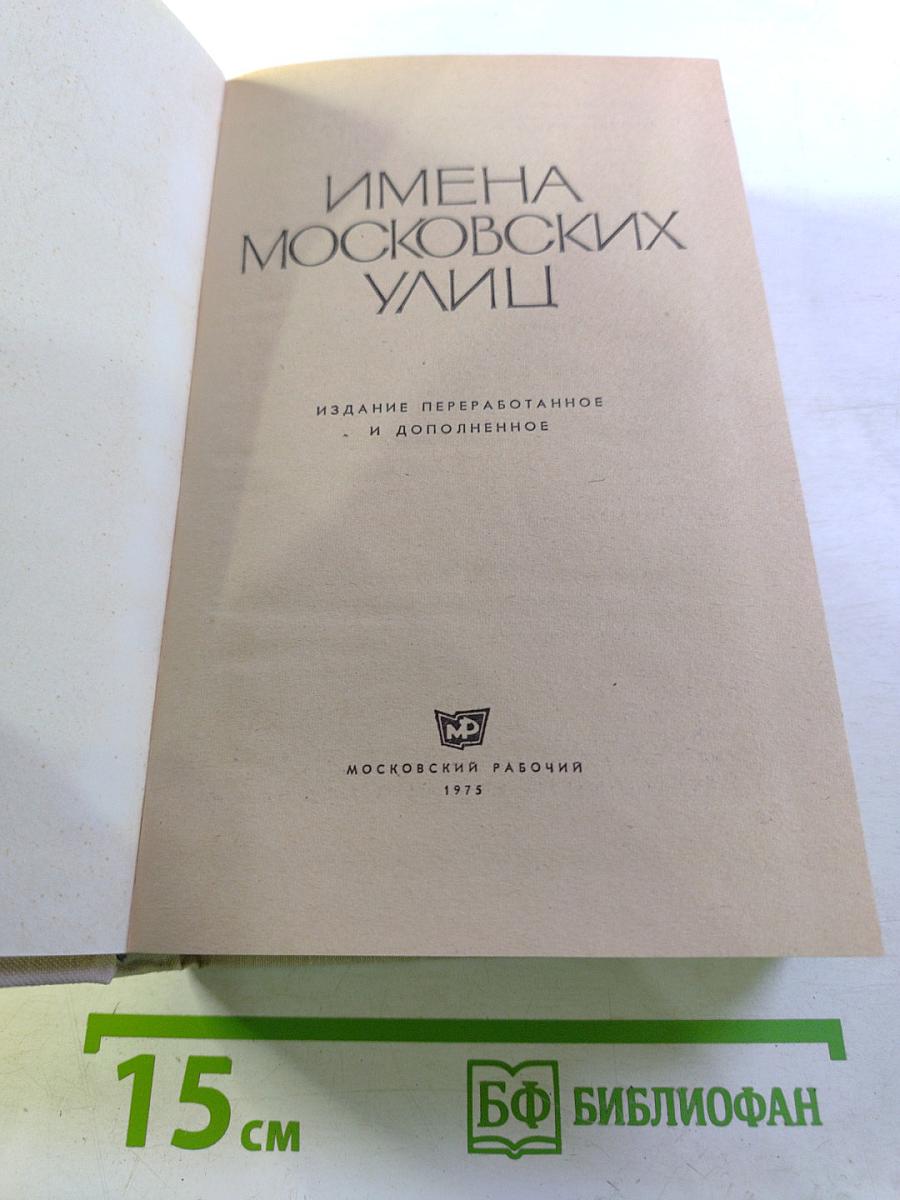 ИМЕНА
МОСКОВСКИХ
УЛИЦ
ИЗДАНИЕ ПЕРЕРАБОТАННОЕ
И ДОПОЛНЕННОЕ
МР
МОСКОВСКИЙ РАБОЧИЙ
1975
15 см
БФ БИБЛИОФАН